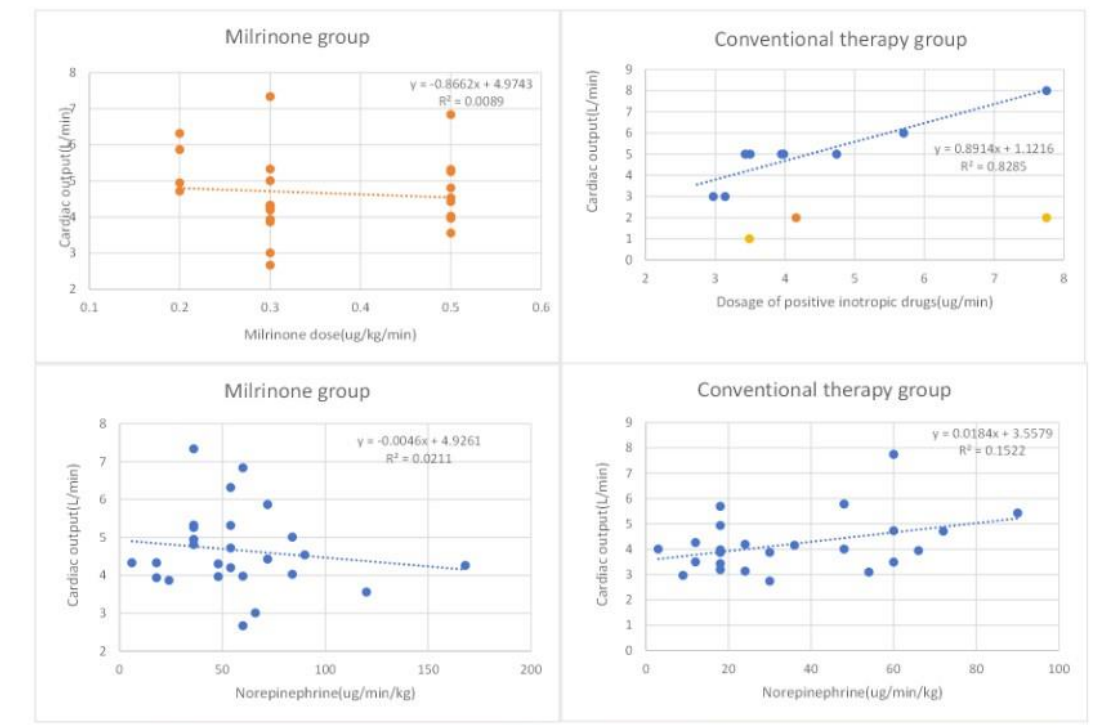 Milrinone group
y = -0.8662x + 4.9743
R² = 0.0089
Cardiac output(L/min)
8
7
6
5
4
3
2
0.1 0.2 0.3 0.4 0.5 0.6
Milrinone dose(ug/kg/min)
Conventional therapy group
Cardiac output(L/min)
9
8
7
6
5
4
3
2
1
0
y = 0.8914x + 1.1216
R² = 0.8285
2 3 4 5 6 7 8
Dosage of positive inotropic drugs(ug/min)
Milrinone group
y = -0.0046x + 4.9261
R² = 0.0211
Cardiac output(L/min)
8
7
6
5
4
3
2
0 50 100 150 200
Norepinephrine(ug/min/kg)
Conventional therapy group
y = 0.0184x + 3.5579
R² = 0.1522
Cardiac output(L/min)
9
8
7
6
5
4
3
2
1
0
0 20 40 60 80 100
Norepinephrine(ug/min/kg)